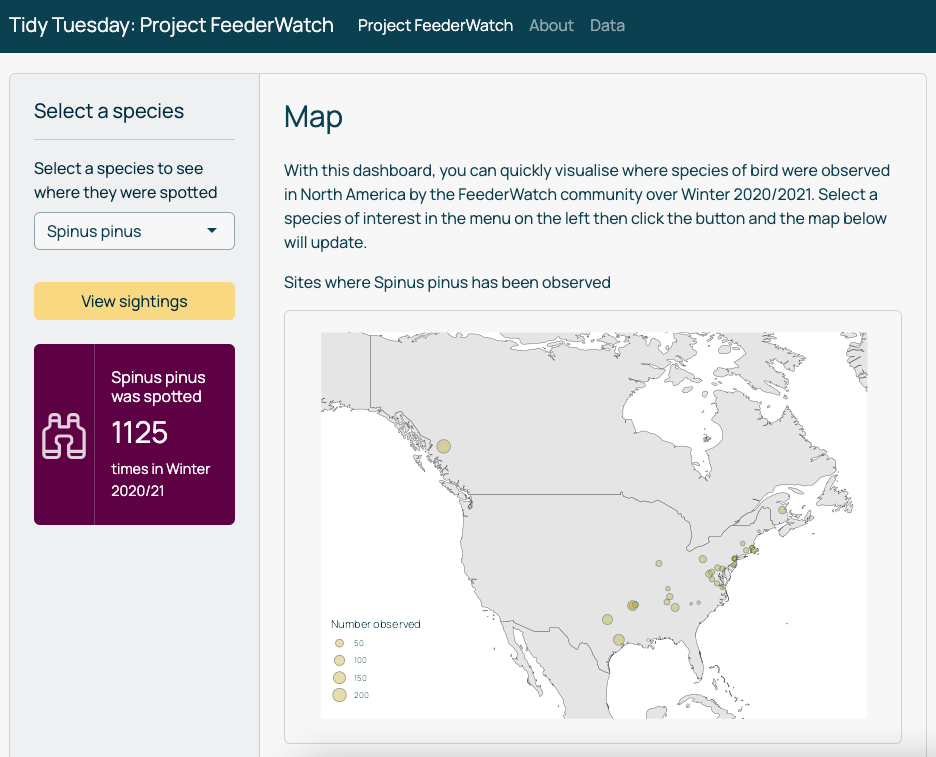 Tidy Tuesday: Project FeederWatch Project FeederWatch About Data
Select a species
Select a species to see
where they were spotted
Spinus pinus
View sightings
Spinus pinus
was spotted
1125
times in Winter
2020/21
Map
With this dashboard, you can quickly visualise where species of bird were observed
in North America by the FeederWatch community over Winter 2020/2021. Select a
species of interest in the menu on the left then click the button and the map below
will update.
Sites where Spinus pinus has been observed
Number observed
50
100
150
200